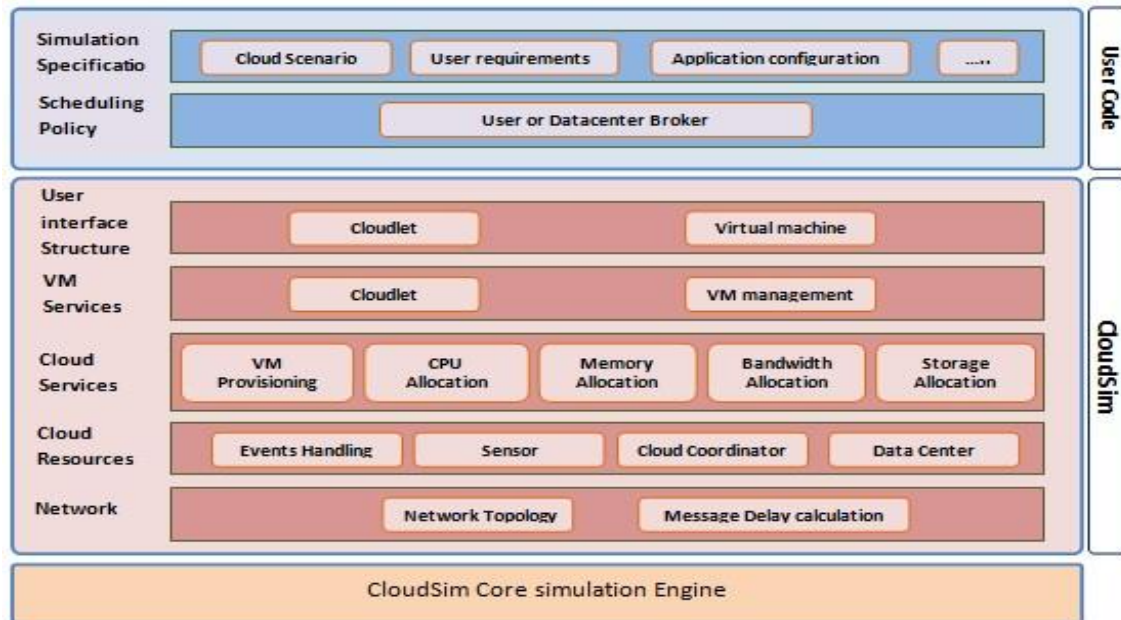 Simulation
Specificatio
Cloud Scenario
User requirements
Application configuration
.....
Scheduling
Policy
User or Datacenter Broker
User Code
User
interface
Structure
Cloudlet
Virtual machine
VM
Services
Cloudlet
VM management
Cloud
Services
VM
Provisioning
CPU
Allocation
Memory
Allocation
Bandwidth
Allocation
Storage
Allocation
Cloud
Resources
Events Handling
Sensor
Cloud Coordinator
Data Center
Network
Network Topology
Message Delay calculation
CloudSim
CloudSim Core simulation Engine